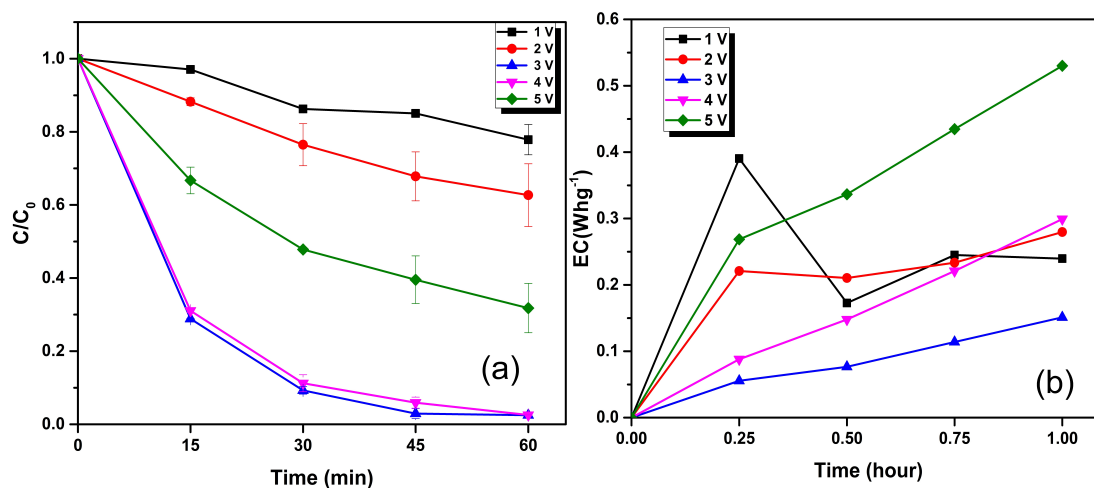 1 V
2 V
3 V
4 V
5 V
1.0
0.8
0.6
0.4
0.2
0.0
C/C0
0
15
30
45
60
Time (min)
(a)
1 V
2 V
3 V
4 V
5 V
0.6
0.5
0.4
0.3
0.2
0.1
0.0
EC(Whg-1)
0.00
0.25
0.50
0.75
1.00
Time (hour)
(b)